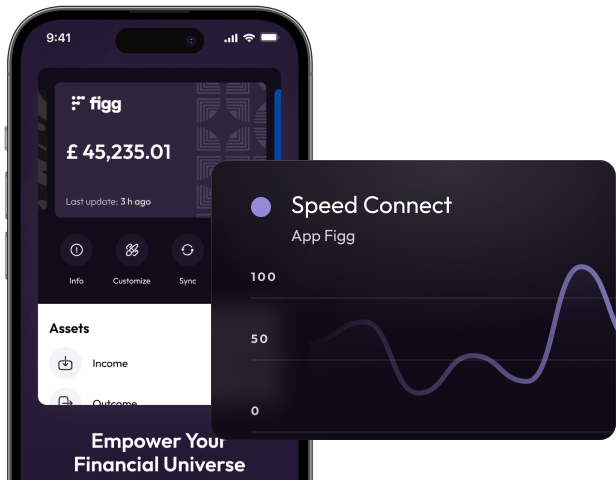 9:41
figg
£ 45,235.01
Last update: 3 h ago
Info
Customize
Sync
Assets
Income
Outcome
Empower Your
Financial Universe
Speed Connect
App Figg
100
50
0